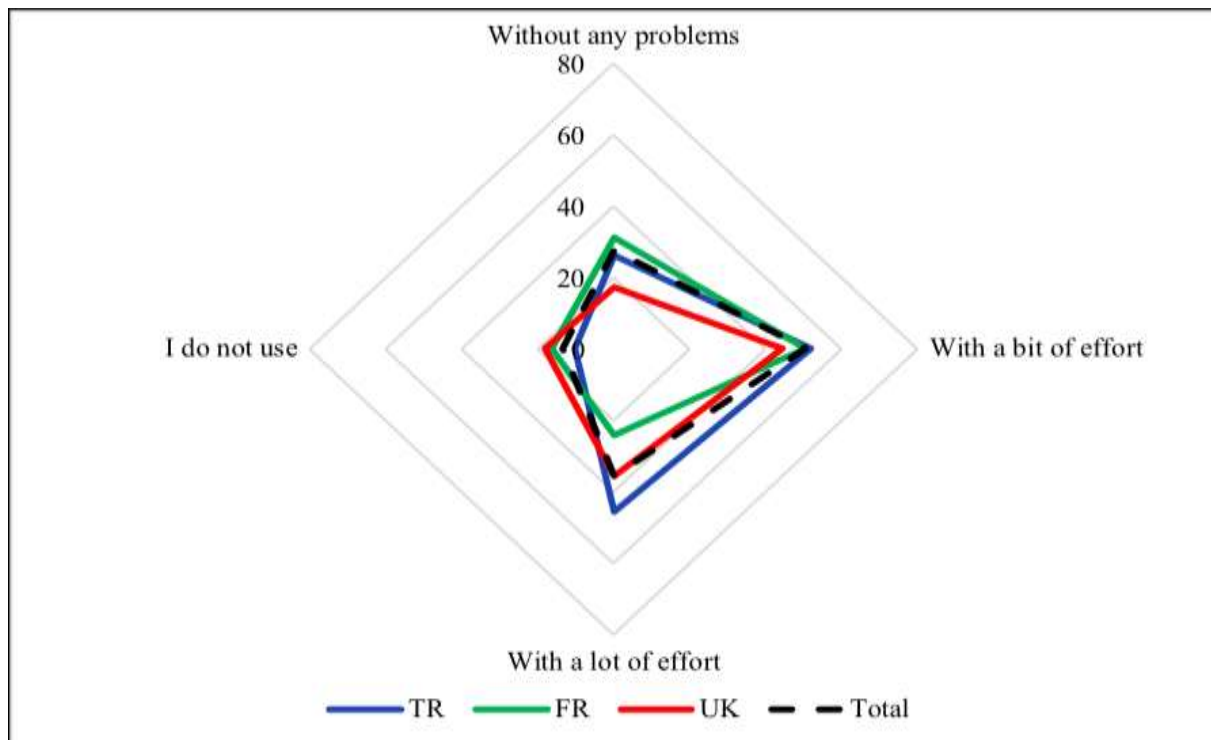 Without any problems
80
60
40
20
0
I do not use
With a bit of effort
With a lot of effort
TR FR UK Total